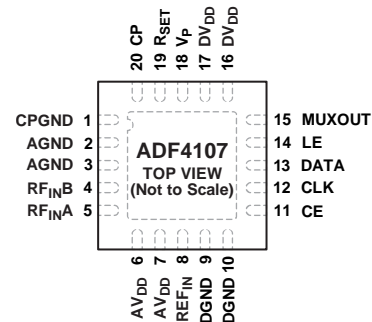 20 CP
19 RSET
18 VP
17 DVDD
16 DVDD
CPGND 1
AGND 2
AGND 3
RFINB 4
RFINA 5
ADF4107
TOP VIEW
(Not to Scale)
15 MUXOUT
14 LE
13 DATA
12 CLK
11 CE
AVDD 6
AVDD 7
REFIN 8
DGND 9
DGND 10